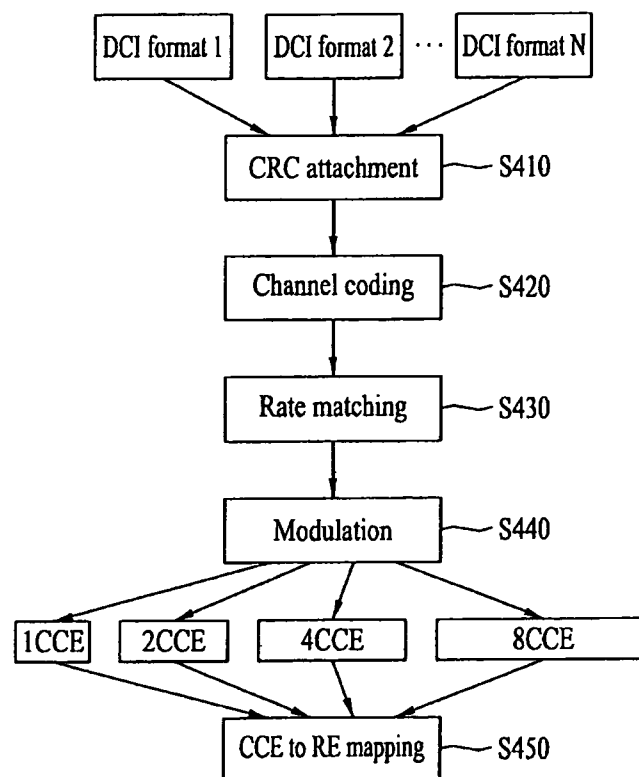 DCI format 1
DCI format 2
...
DCI format N
CRC attachment
S410
Channel coding
S420
Rate matching
S430
Modulation
S440
1CCE
2CCE
4CCE
8CCE
CCE to RE mapping
S450